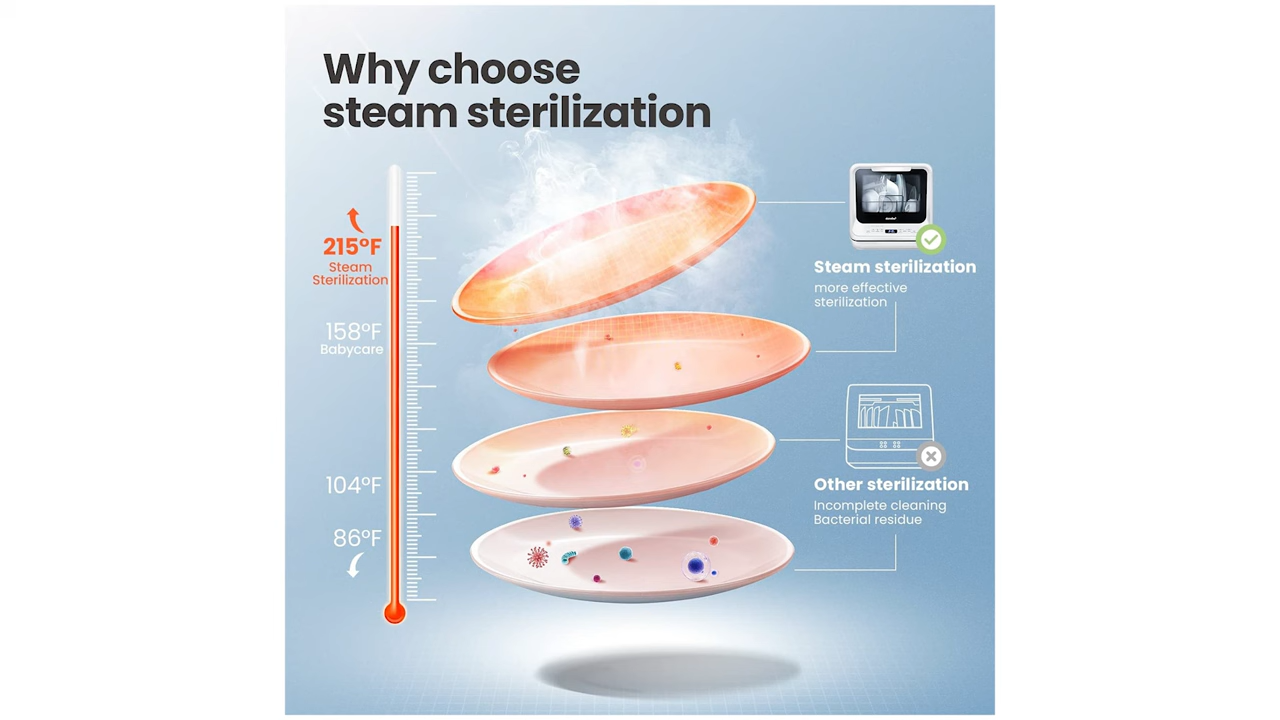 Why choose
steam sterilization
215°F
Steam
Sterilization
158°F
Babycare
104°F
86°F
Steam sterilization
more effective
sterilization
Other sterilization
Incomplete cleaning
Bacterial residue